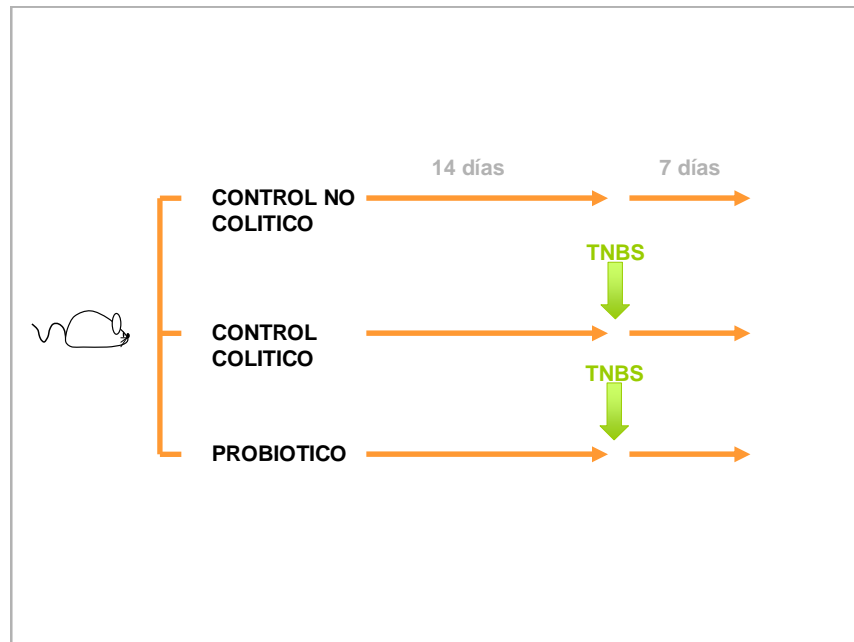 14 días
7 días
CONTROL NO
COLITICO
TNBS
CONTROL
COLITICO
TNBS
PROBIOTICO